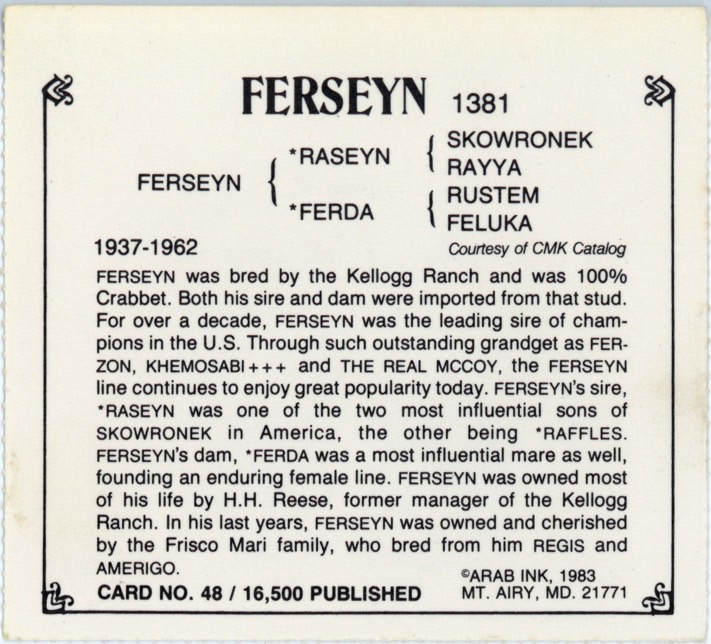 FERSEYN 1381
SKOWRONEK
*RASEYN
RAYYA
FERSEYN
RUSTEM
*FERDA
FELUKA
1937-1962
Courtesy of CMK Catalog
FERSEYN was bred by the Kellogg Ranch and was 100%
Crabbet. Both his sire and dam were imported from that stud.
For over a decade, FERSEYN was the leading sire of cham-
pions in the U.S. Through such outstanding grandget as FER-
ZON, KHEMOSABI+++ and THE REAL MCCOY, the FERSEYN
line continues to enjoy great popularity today. FERSEYN's sire,
*RASEYN was one of the two most influential sons of
SKOWRONEK in America, the other being *RAFFLES.
FERSEYN's dam, *FERDA was a most influential mare as well,
founding an enduring female line. FERSEYN was owned most
of his life by H.H. Reese, former manager of the Kellogg
Ranch. In his last years, FERSEYN was owned and cherished
by the Frisco Mari family, who bred from him REGIS and
AMERIGO.
©ARAB INK, 1983
CARD NO. 48 / 16,500 PUBLISHED
MT. AIRY, MD. 21771